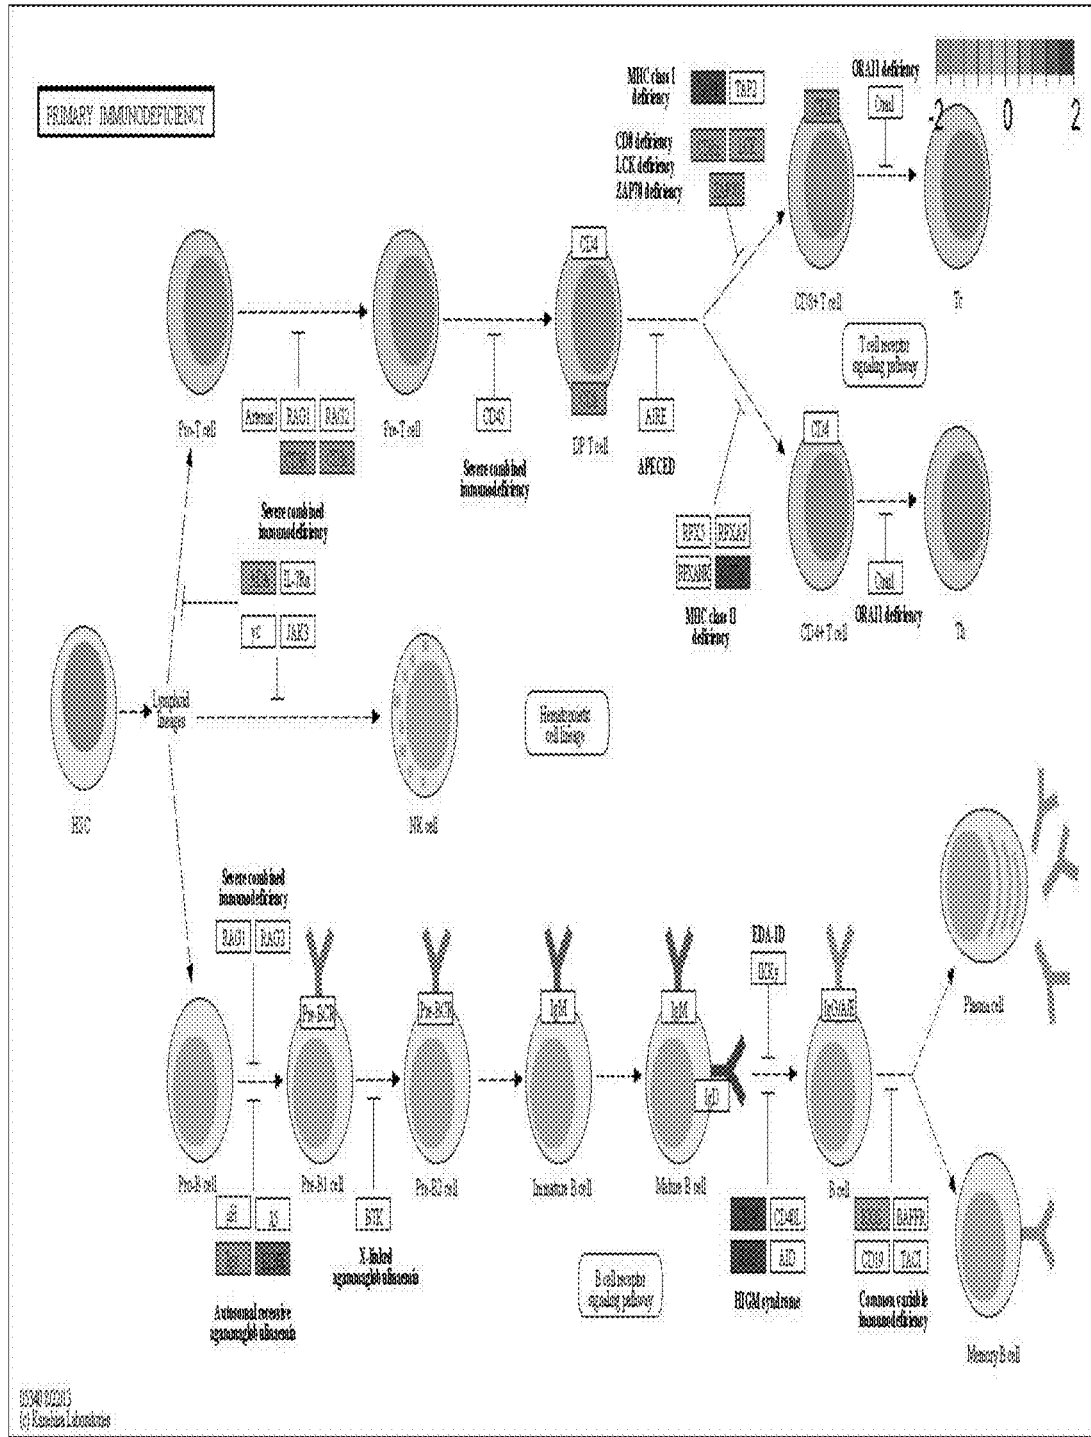 PRIMARY IMMUNODEFICIENCY
MHC class I
deficiency
TAP2
CD8 deficiency
LCK deficiency
ZAP70 deficiency
ORAI1 deficiency
Orai1
-2
0
2
CD4
CD8+ T cell
Tc
T cell receptor
signaling pathway
Pro-T cell
Artemis
RAG1
RAG2
Pre-T cell
CD45
DP T cell
AIRE
APECED
CD4
Severe combined
immunodeficiency
Severe combined
immunodeficiency
RFX5
RFXAP
RFXANK
MHC class II
deficiency
Orai1
ORAI1 deficiency
CD4+ T cell
Th
IL-7Rα
γc
JAK3
Lymphoid
lineages
Hematopoietic
cell lineage
HSC
NK cell
Severe combined
immunodeficiency
RAG1
RAG2
Pre-BCR
Pre-BCR
IgM
IgM
IgD
EDA-ID
IKKγ
IgG/A/E
Plasma cell
Pro-B cell
Pre-B1 cell
Pre-B2 cell
Immature B cell
Mature B cell
B cell
μH
λ5
BTK
X-linked
agammaglobulinaemia
Autosomal recessive
agammaglobulinaemia
B cell receptor
signaling pathway
CD40L
AID
HIGM syndrome
BAFFR
CD19
TACI
Common variable
immunodeficiency
Memory B cell
(c) Kanehisa Laboratories